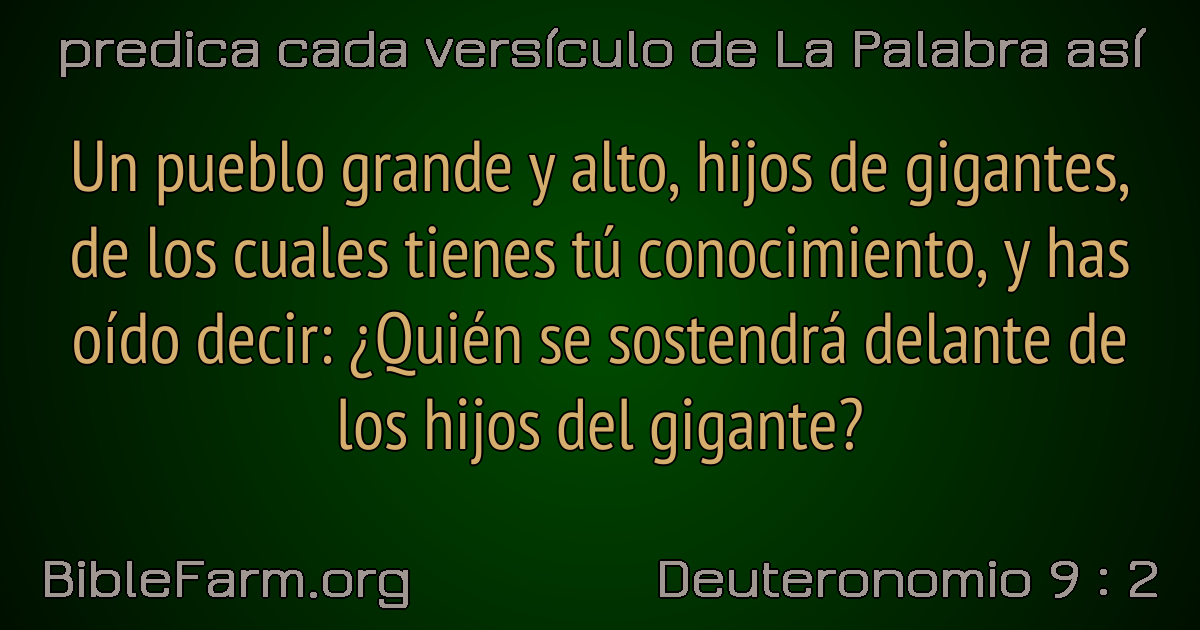 predica cada versículo de La Palabra así
Un pueblo grande y alto, hijos de gigantes,
de los cuales tienes tú conocimiento, y has
oído decir: ¿Quién se sostendrá delante de
los hijos del gigante?
BibleFarm.org
Deuteronomio 9 : 2